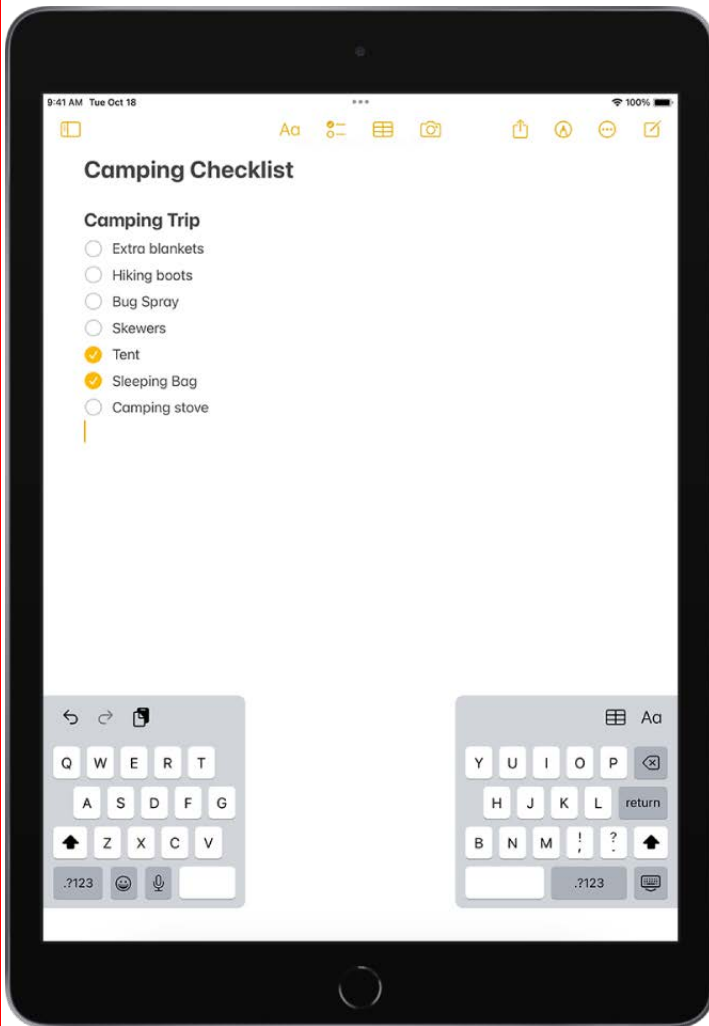 9:41 AM Tue Oct 18 100%
Aa
Camping Checklist
Camping Trip
Extra blankets
Hiking boots
Bug Spray
Skewers
Tent
Sleeping Bag
Camping stove
Aa
Q W E R T Y U I O P
A S D F G H J K L return
Z X C V B N M ! , ? .
.?123 .?123